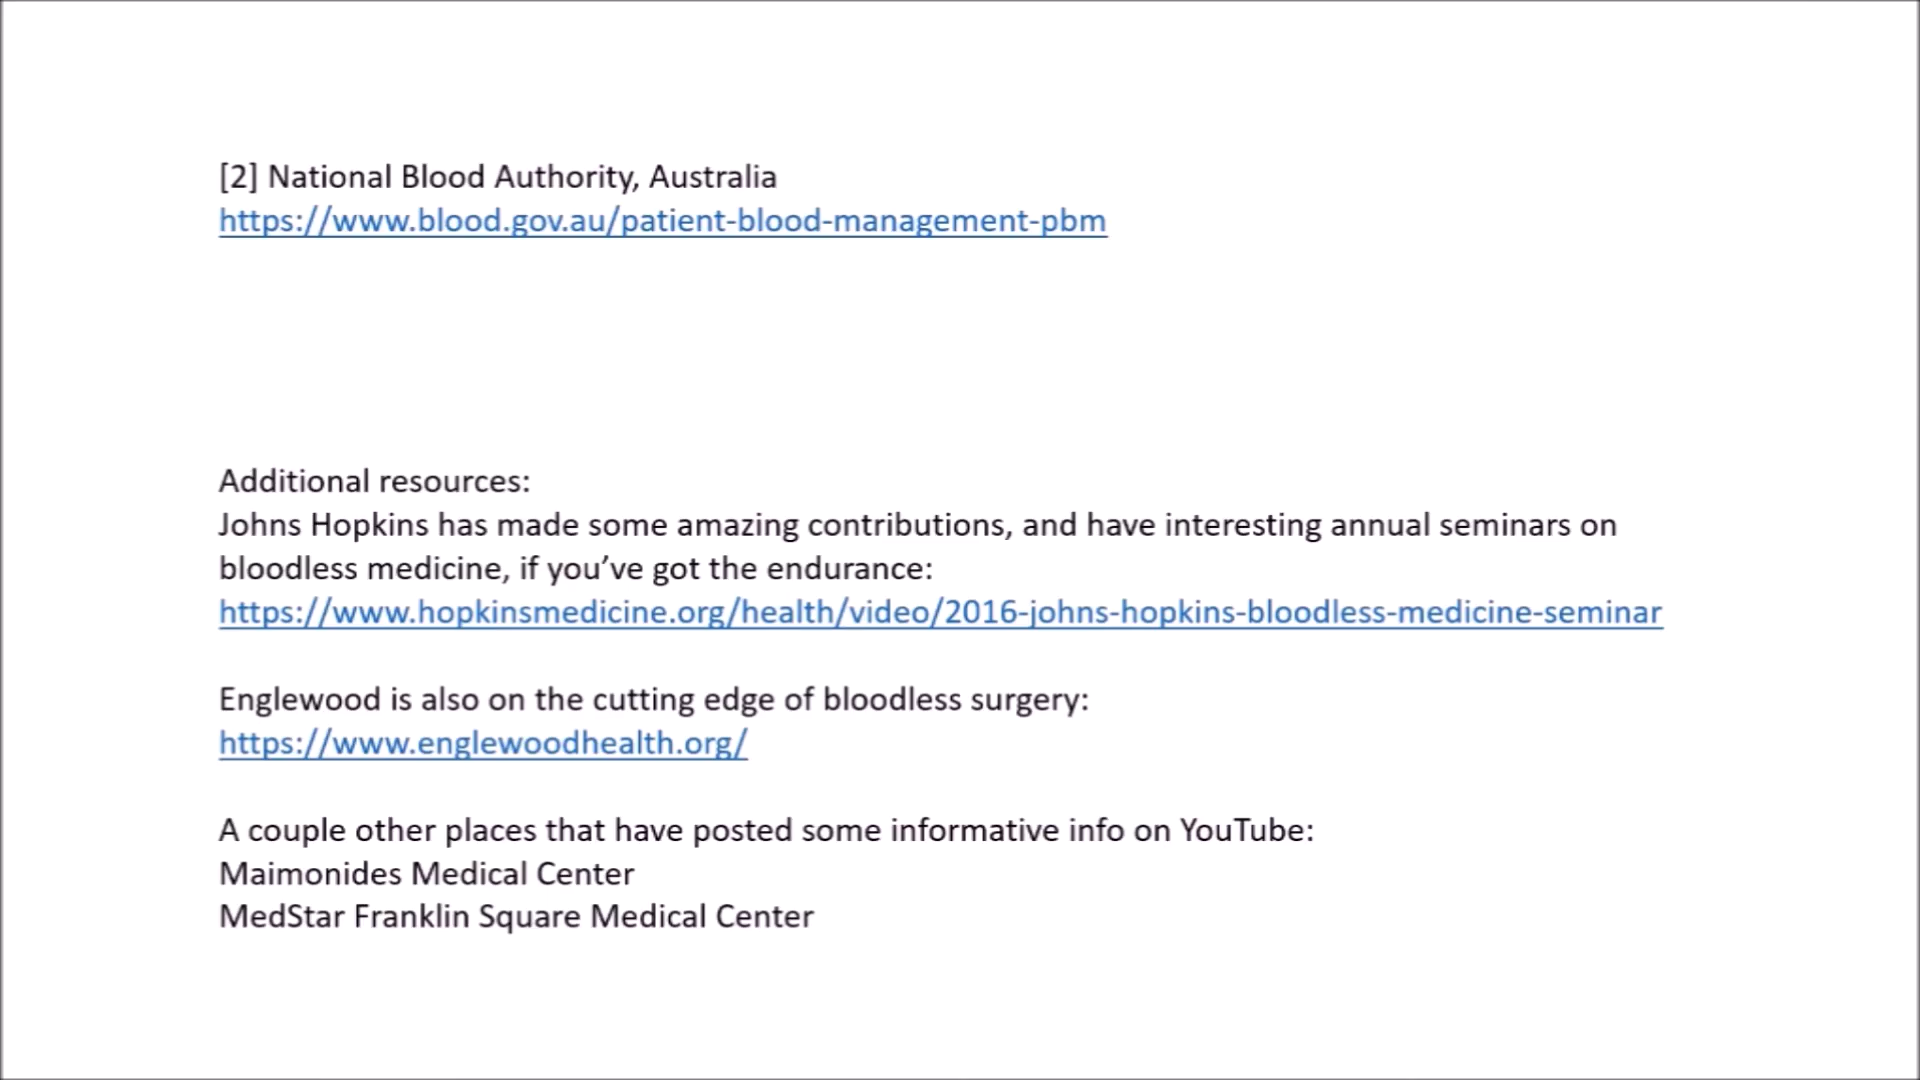 [2] National Blood Authority, Australia
https://www.blood.gov.au/patient-blood-management-pbm
Additional resources:
Johns Hopkins has made some amazing contributions, and have interesting annual seminars on
bloodless medicine, if you’ve got the endurance:
https://www.hopkinsmedicine.org/health/video/2016-johns-hopkins-bloodless-medicine-seminar
Englewood is also on the cutting edge of bloodless surgery:
https://www.englewoodhealth.org/
A couple other places that have posted some informative info on YouTube:
Maimonides Medical Center
MedStar Franklin Square Medical Center